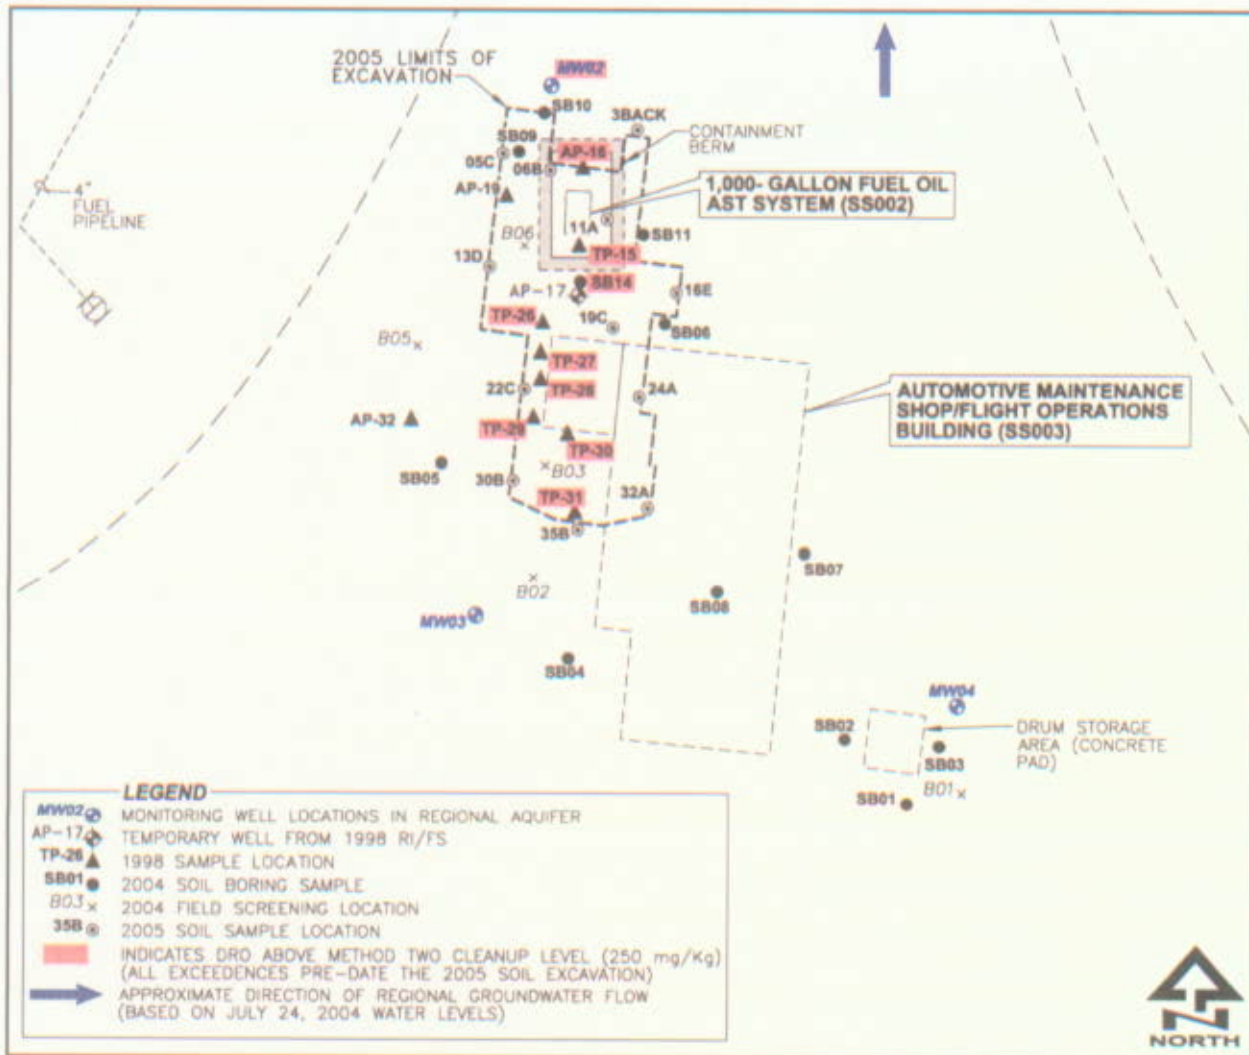 2005 LIMITS OF
EXCAVATION
MW02
SB10
3BACK
CONTAINMENT
BERM
SB09
05C
06B
AP-16
4"
FUEL
PIPELINE
AP-19
1,000- GALLON FUEL OIL
AST SYSTEM (SS002)
11A
B06
SB11
TP-15
13D
SB14
AP-17
16E
TP-26
19C
SB06
B05
TP-27
22C
TP-28
24A
AUTOMOTIVE MAINTENANCE
SHOP/FLIGHT OPERATIONS
BUILDING (SS003)
AP-32
TP-29
TP-30
SB05
30B
B03
TP-31
32A
35B
SB07
B02
SB08
MW03
SB04
MW04
SB02
DRUM STORAGE
AREA (CONCRETE
PAD)
SB03
SB01
B01
LEGEND
MW02 MONITORING WELL LOCATIONS IN REGIONAL AQUIFER
AP-17 TEMPORARY WELL FROM 1998 RI/FS
TP-26 1998 SAMPLE LOCATION
SB01 2004 SOIL BORING SAMPLE
B03 2004 FIELD SCREENING LOCATION
35B 2005 SOIL SAMPLE LOCATION
INDICATES DRO ABOVE METHOD TWO CLEANUP LEVEL (250 mg/Kg)
(ALL EXCEEDENCES PRE-DATE THE 2005 SOIL EXCAVATION)
APPROXIMATE DIRECTION OF REGIONAL GROUNDWATER FLOW
(BASED ON JULY 24, 2004 WATER LEVELS)
NORTH